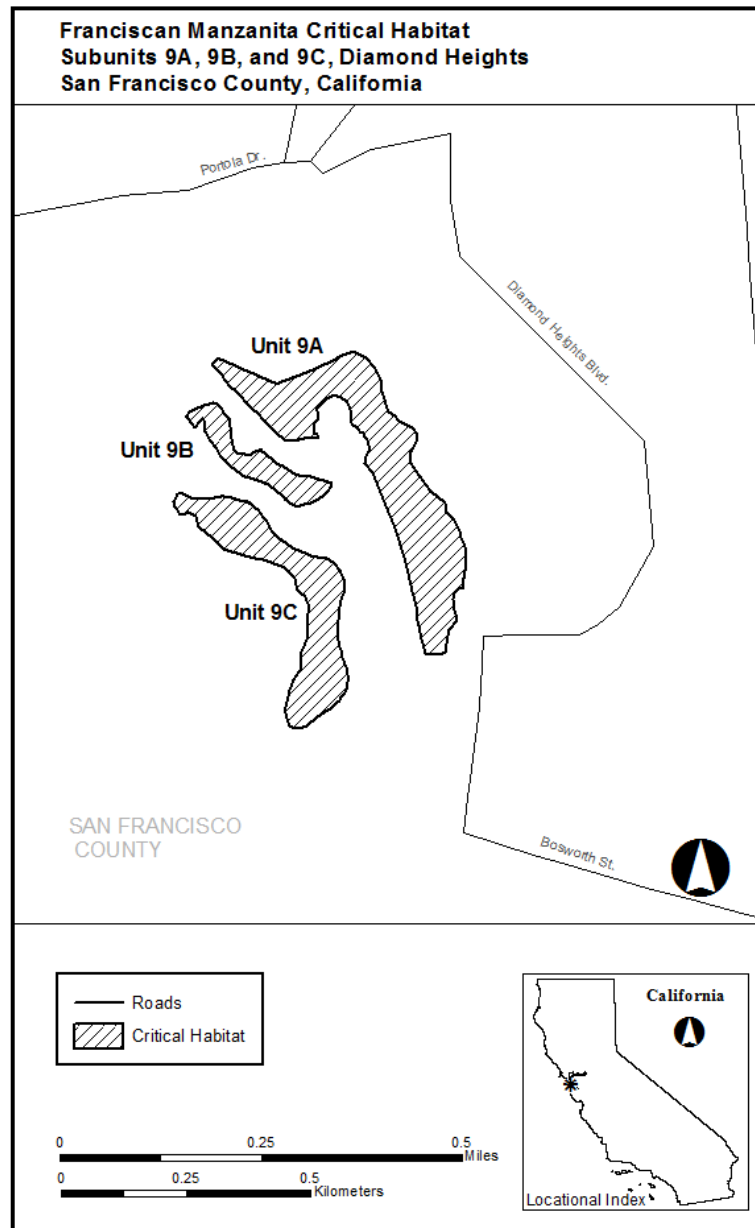 Franciscan Manzanita Critical Habitat
Subunits 9A, 9B, and 9C, Diamond Heights
San Francisco County, California
Portola Dr.
Diamond Heights Blvd.
Unit 9A
Unit 9B
Unit 9C
SAN FRANCISCO
COUNTY
Bosworth St.
Roads
Critical Habitat
California
Locational Index
0 0.25 0.5
Miles
0 0.25 0.5
Kilometers